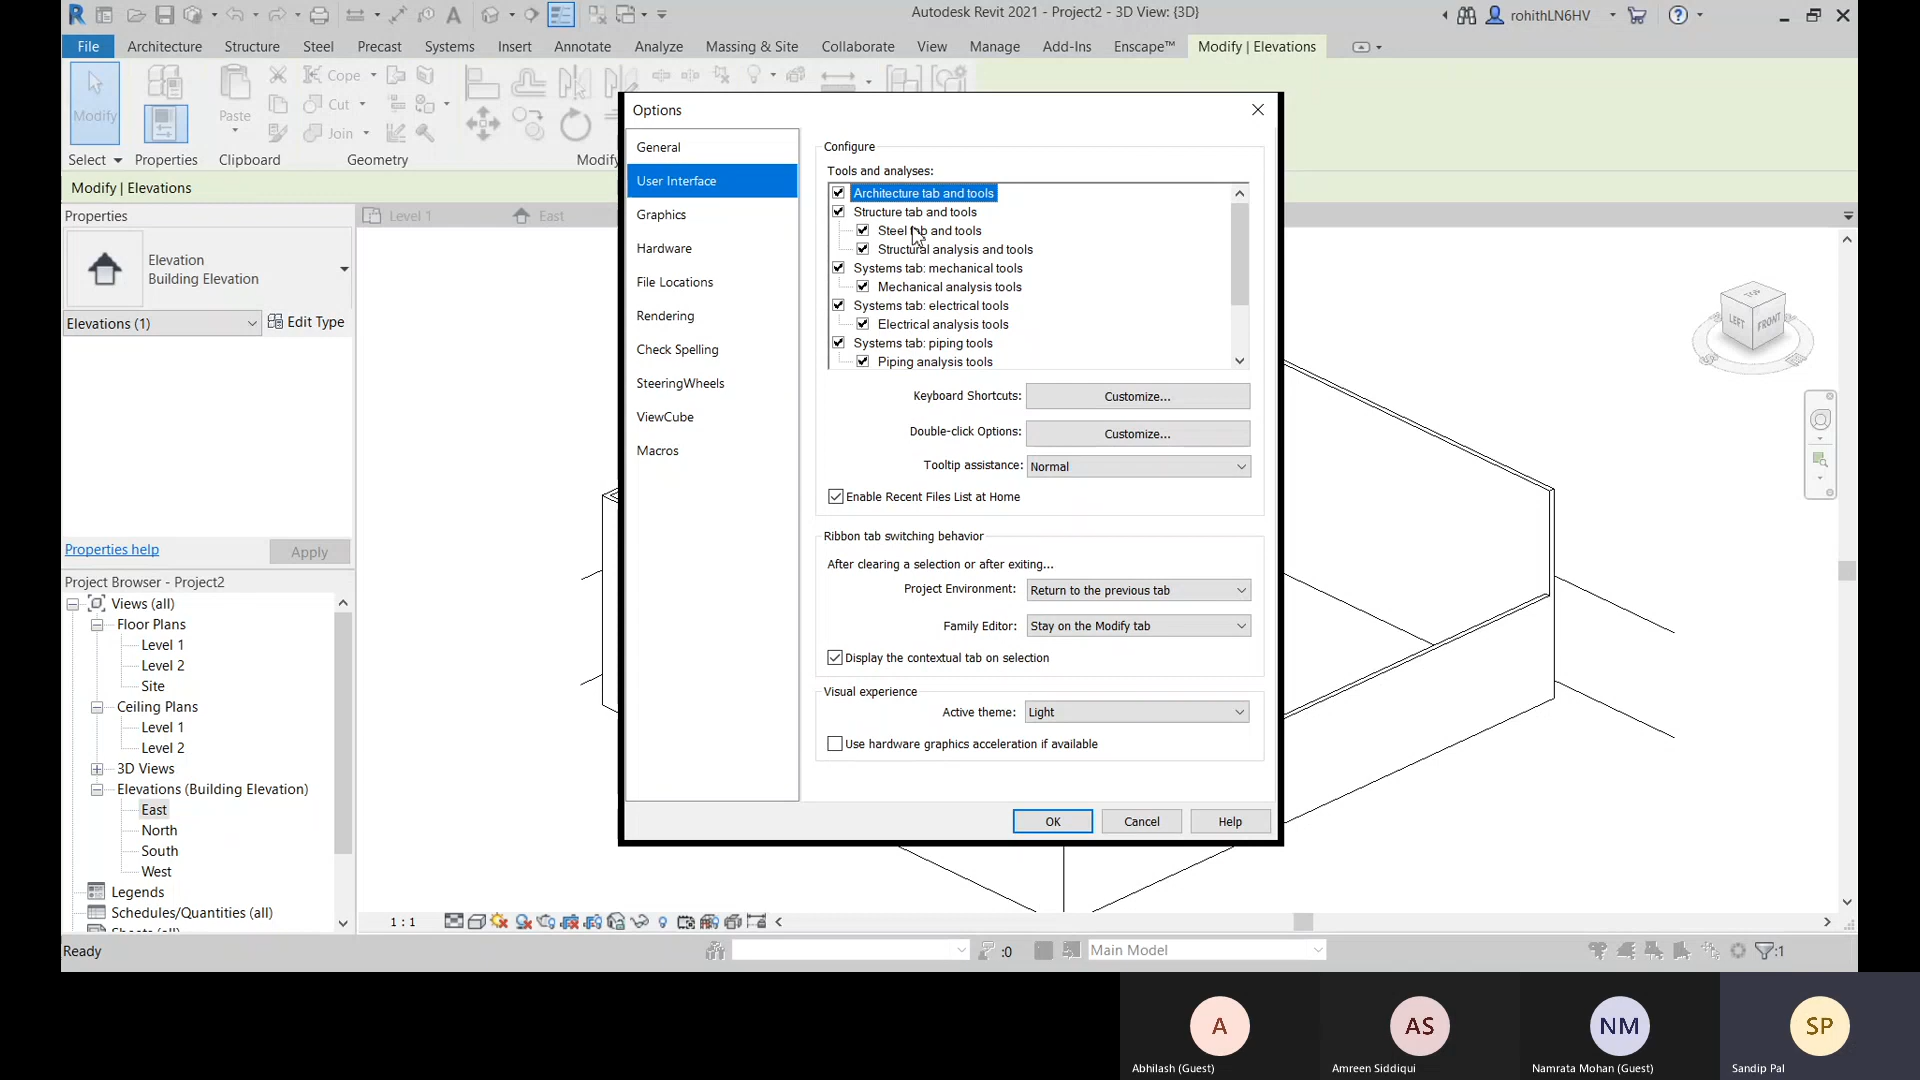 Autodesk Revit 2021 - Project2 - 3D View: {3D}
rohithLN6HV
File Architecture Structure Steel Precast Systems Insert Annotate Analyze Massing & Site Collaborate View Manage Add-Ins Enscape™ Modify | Elevations
Modify
Paste
Cope
Cut
Join
Select Properties Clipboard Geometry Modify
Modify | Elevations
Properties
Level 1
East
Elevation
Building Elevation
Elevations (1)
Edit Type
Properties help
Apply
Project Browser - Project2
Views (all)
Floor Plans
Level 1
Level 2
Site
Ceiling Plans
Level 1
Level 2
3D Views
Elevations (Building Elevation)
East
North
South
West
Legends
Schedules/Quantities (all)
Sheets (all)
Options
General
User Interface
Graphics
Hardware
File Locations
Rendering
Check Spelling
SteeringWheels
ViewCube
Macros
Configure
Tools and analyses:
Architecture tab and tools
Structure tab and tools
Steel tab and tools
Structural analysis and tools
Systems tab: mechanical tools
Mechanical analysis tools
Systems tab: electrical tools
Electrical analysis tools
Systems tab: piping tools
Piping analysis tools
Keyboard Shortcuts: Customize...
Double-click Options: Customize...
Tooltip assistance: Normal
Enable Recent Files List at Home
Ribbon tab switching behavior
After clearing a selection or after exiting...
Project Environment: Return to the previous tab
Family Editor: Stay on the Modify tab
Display the contextual tab on selection
Visual experience
Active theme: Light
Use hardware graphics acceleration if available
OK Cancel Help
TOP
LEFT
FRONT
1 : 1
Ready
:0
Main Model
:1
A
AS
NM
SP
Abhilash (Guest)
Amreen Siddiqui
Namrata Mohan (Guest)
Sandip Pal